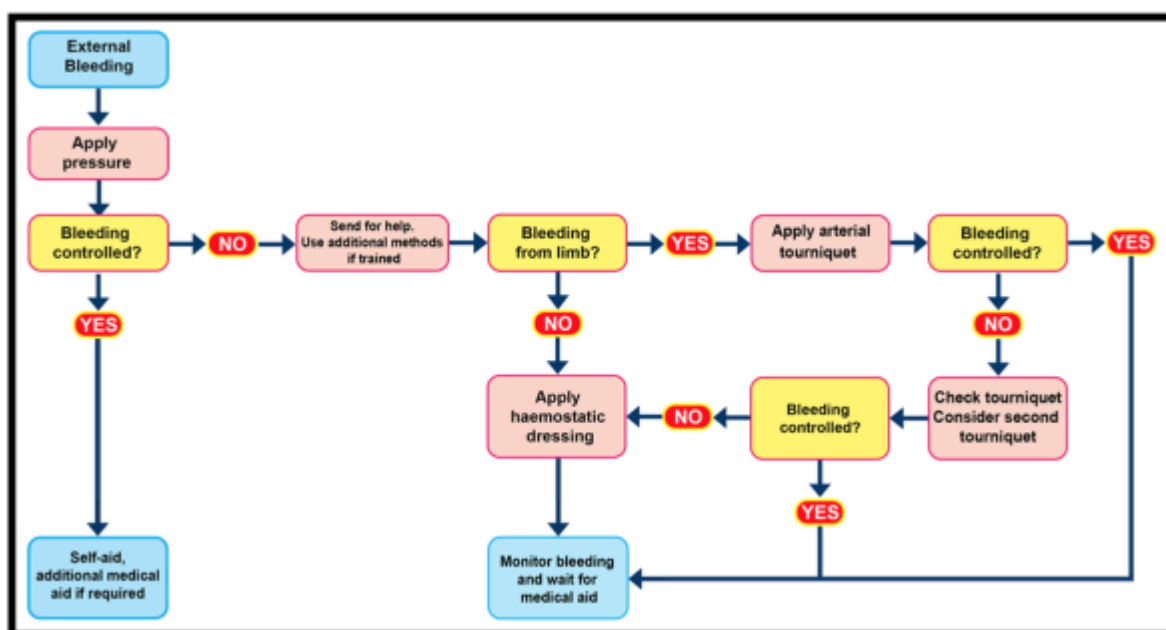 External
Bleeding
Apply
pressure
Bleeding
controlled?
NO
Send for help.
Use additional methods
if trained
Bleeding
from limb?
YES
Apply arterial
tourniquet
Bleeding
controlled?
YES
YES
NO
NO
Apply
haemostatic
dressing
NO
Bleeding
controlled?
Check tourniquet
Consider second
tourniquet
YES
Self-aid,
additional medical
aid if required
Monitor bleeding
and wait for
medical aid